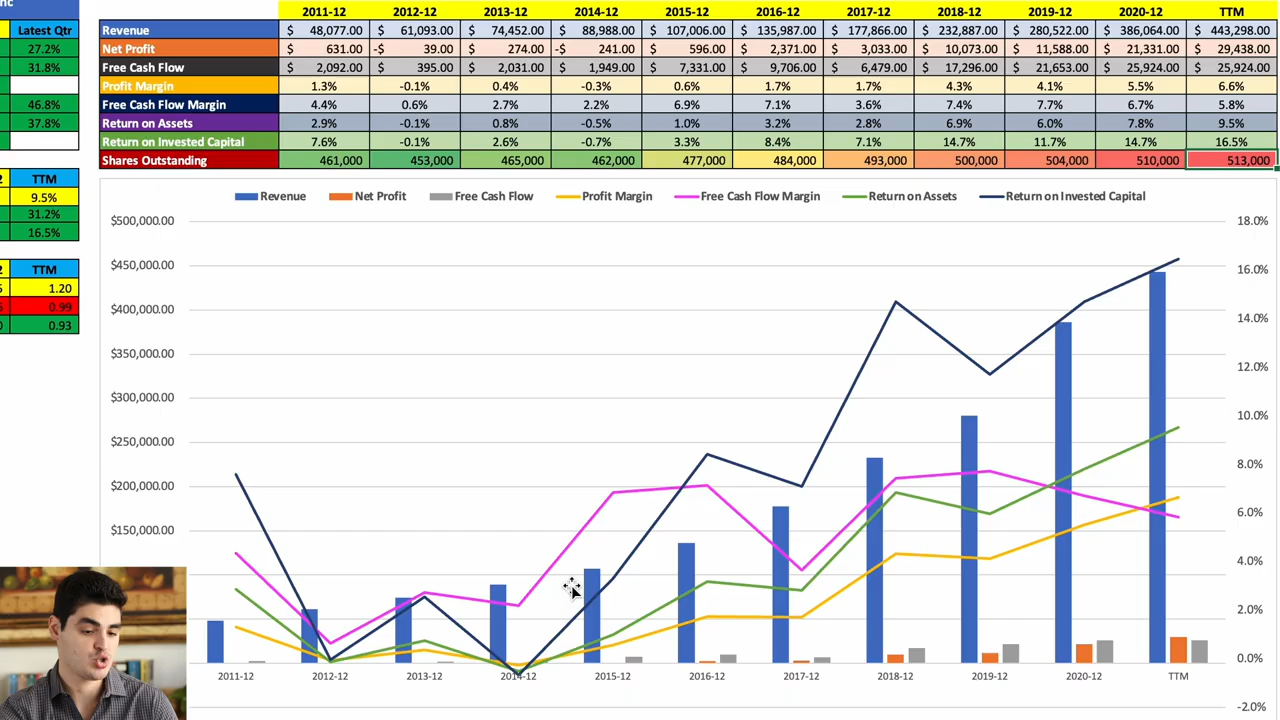 nc
2011-12 2012-12 2013-12 2014-12 2015-12 2016-12 2017-12 2018-12 2019-12 2020-12 TTM
Latest Qtr
Revenue $ 48,077.00 $ 61,093.00 $ 74,452.00 $ 88,988.00 $ 107,006.00 $ 135,987.00 $ 177,866.00 $ 232,887.00 $ 280,522.00 $ 386,064.00 $ 443,298.00
27.2%
Net Profit $ 631.00 -$ 39.00 $ 274.00 -$ 241.00 $ 596.00 $ 2,371.00 $ 3,033.00 $ 10,073.00 $ 11,588.00 $ 21,331.00 $ 29,438.00
31.8%
Free Cash Flow $ 2,092.00 $ 395.00 $ 2,031.00 $ 1,949.00 $ 7,331.00 $ 9,706.00 $ 6,479.00 $ 17,296.00 $ 21,653.00 $ 25,924.00 $ 25,924.00
Profit Margin 1.3% -0.1% 0.4% -0.3% 0.6% 1.7% 1.7% 4.3% 4.1% 5.5% 6.6%
46.8%
Free Cash Flow Margin 4.4% 0.6% 2.7% 2.2% 6.9% 7.1% 3.6% 7.4% 7.7% 6.7% 5.8%
37.8%
Return on Assets 2.9% -0.1% 0.8% -0.5% 1.0% 3.2% 2.8% 6.9% 6.0% 7.8% 9.5%
Return on Invested Capital 7.6% -0.1% 2.6% -0.7% 3.3% 8.4% 7.1% 14.7% 11.7% 14.7% 16.5%
Shares Outstanding 461,000 453,000 465,000 462,000 477,000 484,000 493,000 500,000 504,000 510,000 513,000
2 TTM
9.5%
31.2%
16.5%
2 TTM
1.20
0.99
0.93
Revenue Net Profit Free Cash Flow Profit Margin Free Cash Flow Margin Return on Assets Return on Invested Capital
$500,000.00
$450,000.00
$400,000.00
$350,000.00
$300,000.00
$250,000.00
$200,000.00
$150,000.00
18.0%
16.0%
14.0%
12.0%
10.0%
8.0%
6.0%
4.0%
2.0%
0.0%
-2.0%
2011-12 2012-12 2013-12 2014-12 2015-12 2016-12 2017-12 2018-12 2019-12 2020-12 TTM